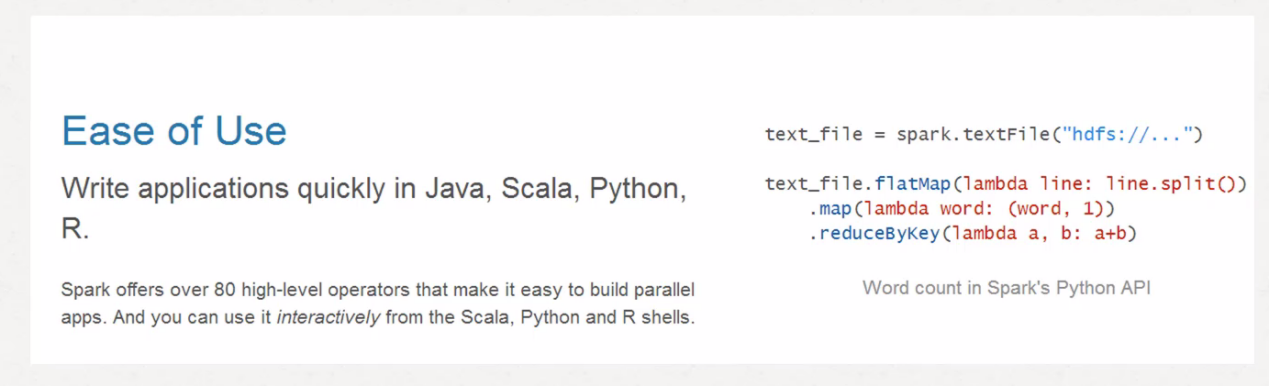 Ease of Use
Write applications quickly in Java, Scala, Python,
R.
Spark offers over 80 high-level operators that make it easy to build parallel
apps. And you can use it interactively from the Scala, Python and R shells.
text_file = spark.textFile("hdfs://...")
text_file.flatMap(lambda line: line.split())
    .map(lambda word: (word, 1))
    .reduceByKey(lambda a, b: a+b)
Word count in Spark's Python API